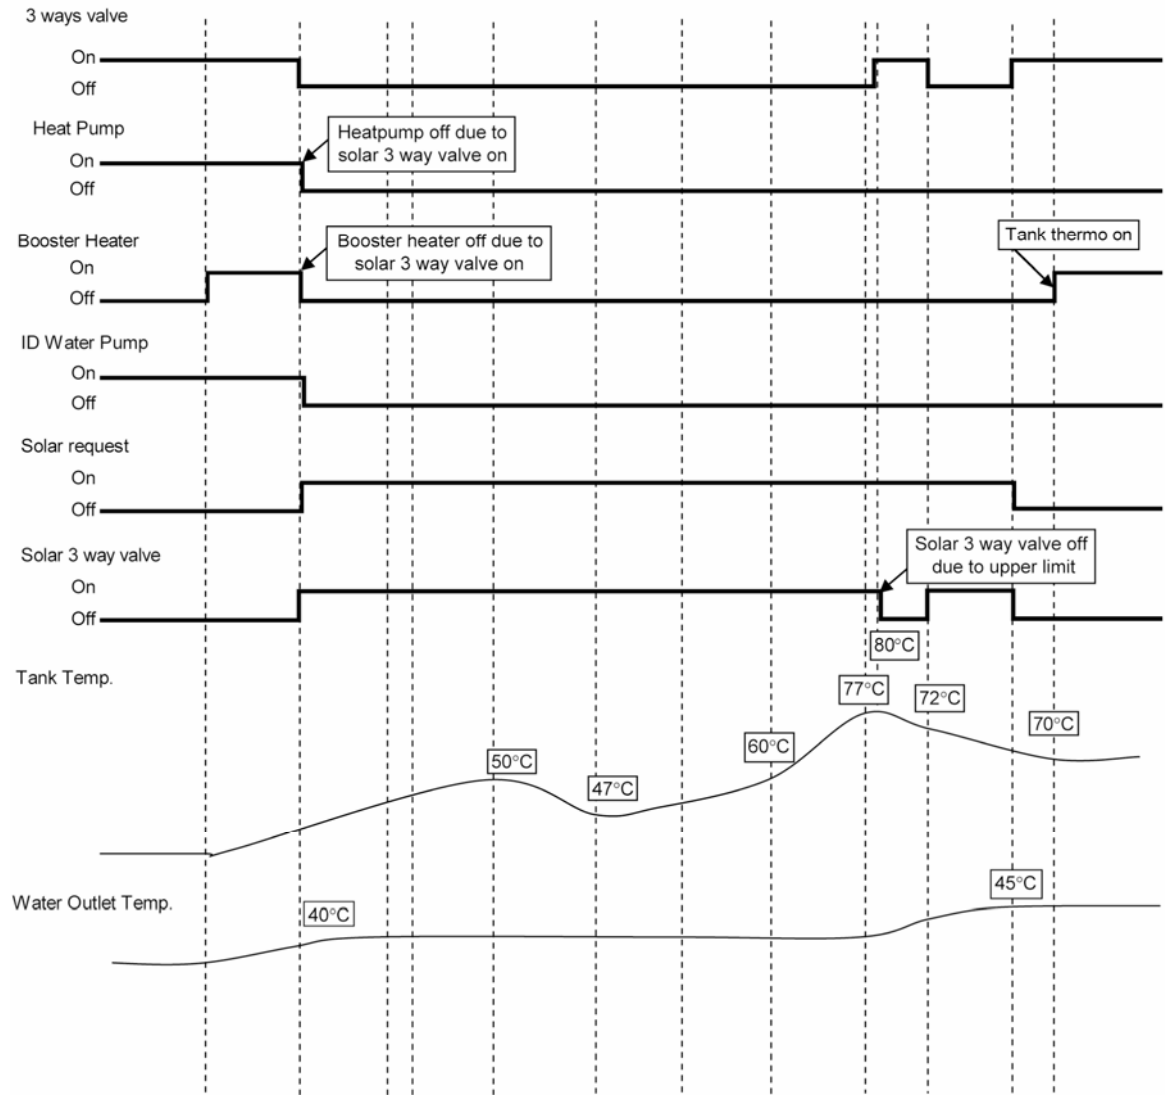 3 ways valve
On
Off
Heat Pump
On
Off
Heatpump off due to
solar 3 way valve on
Booster Heater
On
Off
Booster heater off due to
solar 3 way valve on
Tank thermo on
ID Water Pump
On
Off
Solar request
On
Off
Solar 3 way valve
On
Off
Solar 3 way valve off
due to upper limit
80°C
Tank Temp.
77°C
72°C
70°C
60°C
50°C
47°C
Water Outlet Temp.
40°C
45°C